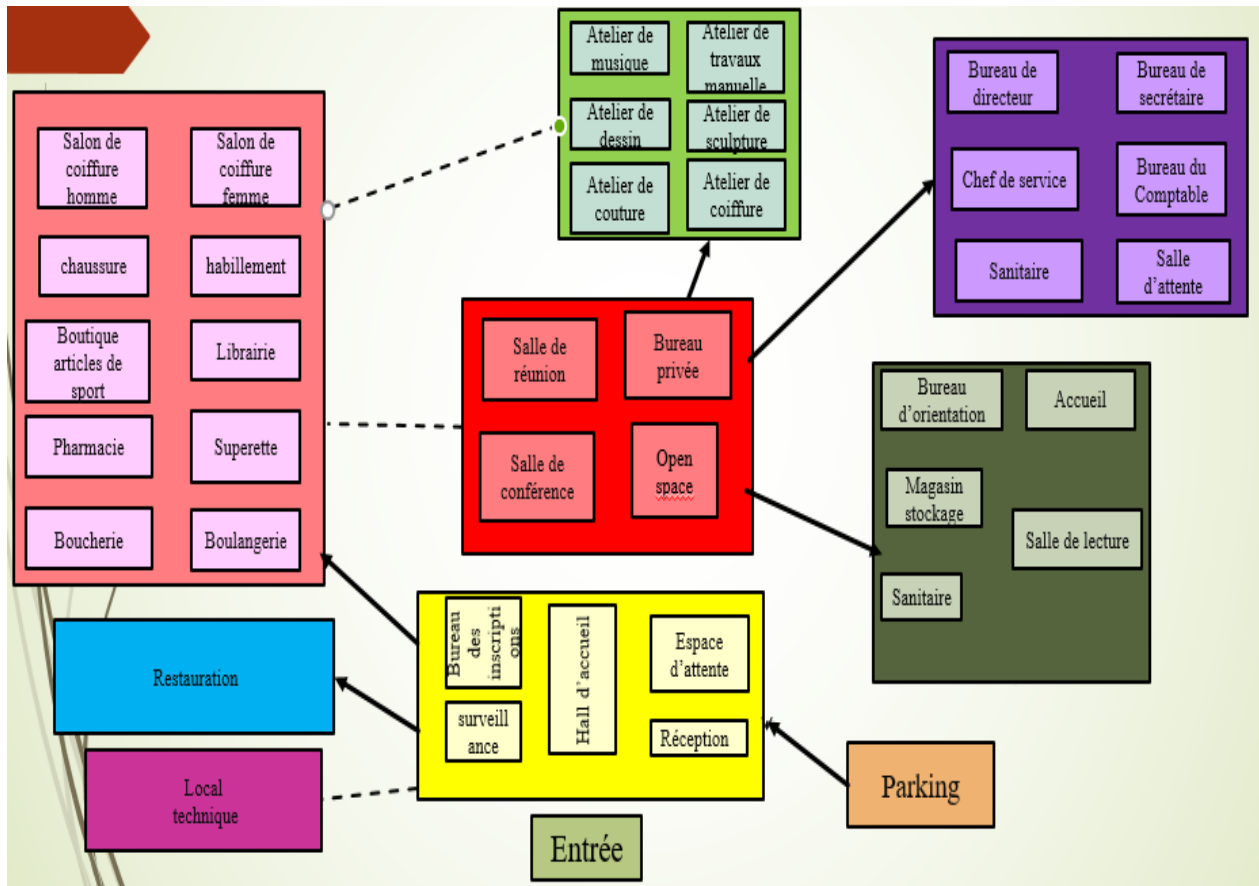 Atelier de
musique
Atelier de
travaux
manuelle
Atelier de
dessin
Atelier de
sculpture
Atelier de
couture
Atelier de
coiffure
Bureau de
directeur
Bureau de
secrétaire
Chef de service
Bureau du
Comptable
Sanitaire
Salle
d’attente
Salon de
coiffure
homme
Salon de
coiffure
femme
chaussure
habillement
Boutique
articles de
sport
Librairie
Pharmacie
Superette
Boucherie
Boulangerie
Salle de
réunion
Bureau
privée
Salle de
conférence
Open
space
Bureau
d’orientation
Accueil
Magasin
stockage
Salle de lecture
Sanitaire
Bureau
des
inscripti
ons
Hall d’accueil
Espace
d’attente
surveill
ance
Réception
Restauration
Local
technique
Parking
Entrée